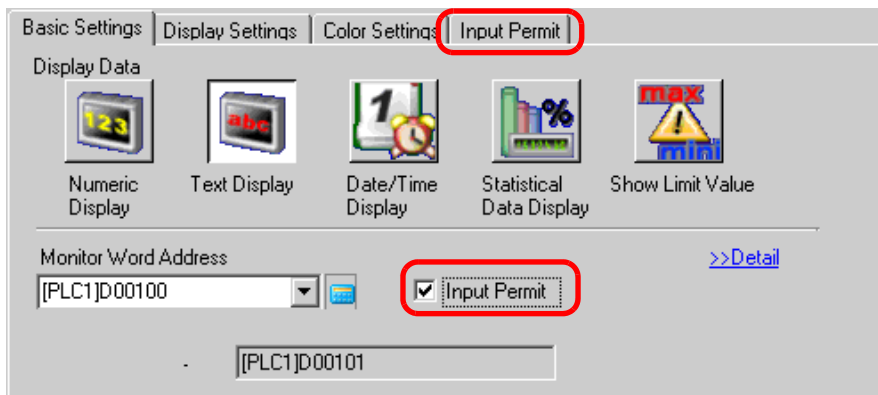 Basic Settings Display Settings Color Settings Input Permit
Display Data
123 abc 1 % max
mini
Numeric Display Text Display Date/Time Display Statistical Data Display Show Limit Value
Monitor Word Address >>Detail
[PLC1]D00100 Input Permit
- [PLC1]D00101